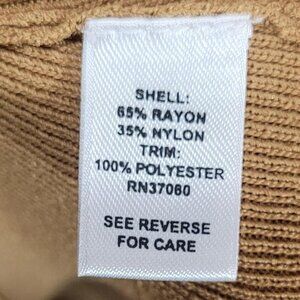 SHELL:
65% RAYON
35% NYLON
TRIM:
100% POLYESTER
RN37060
SEE REVERSE
FOR CARE